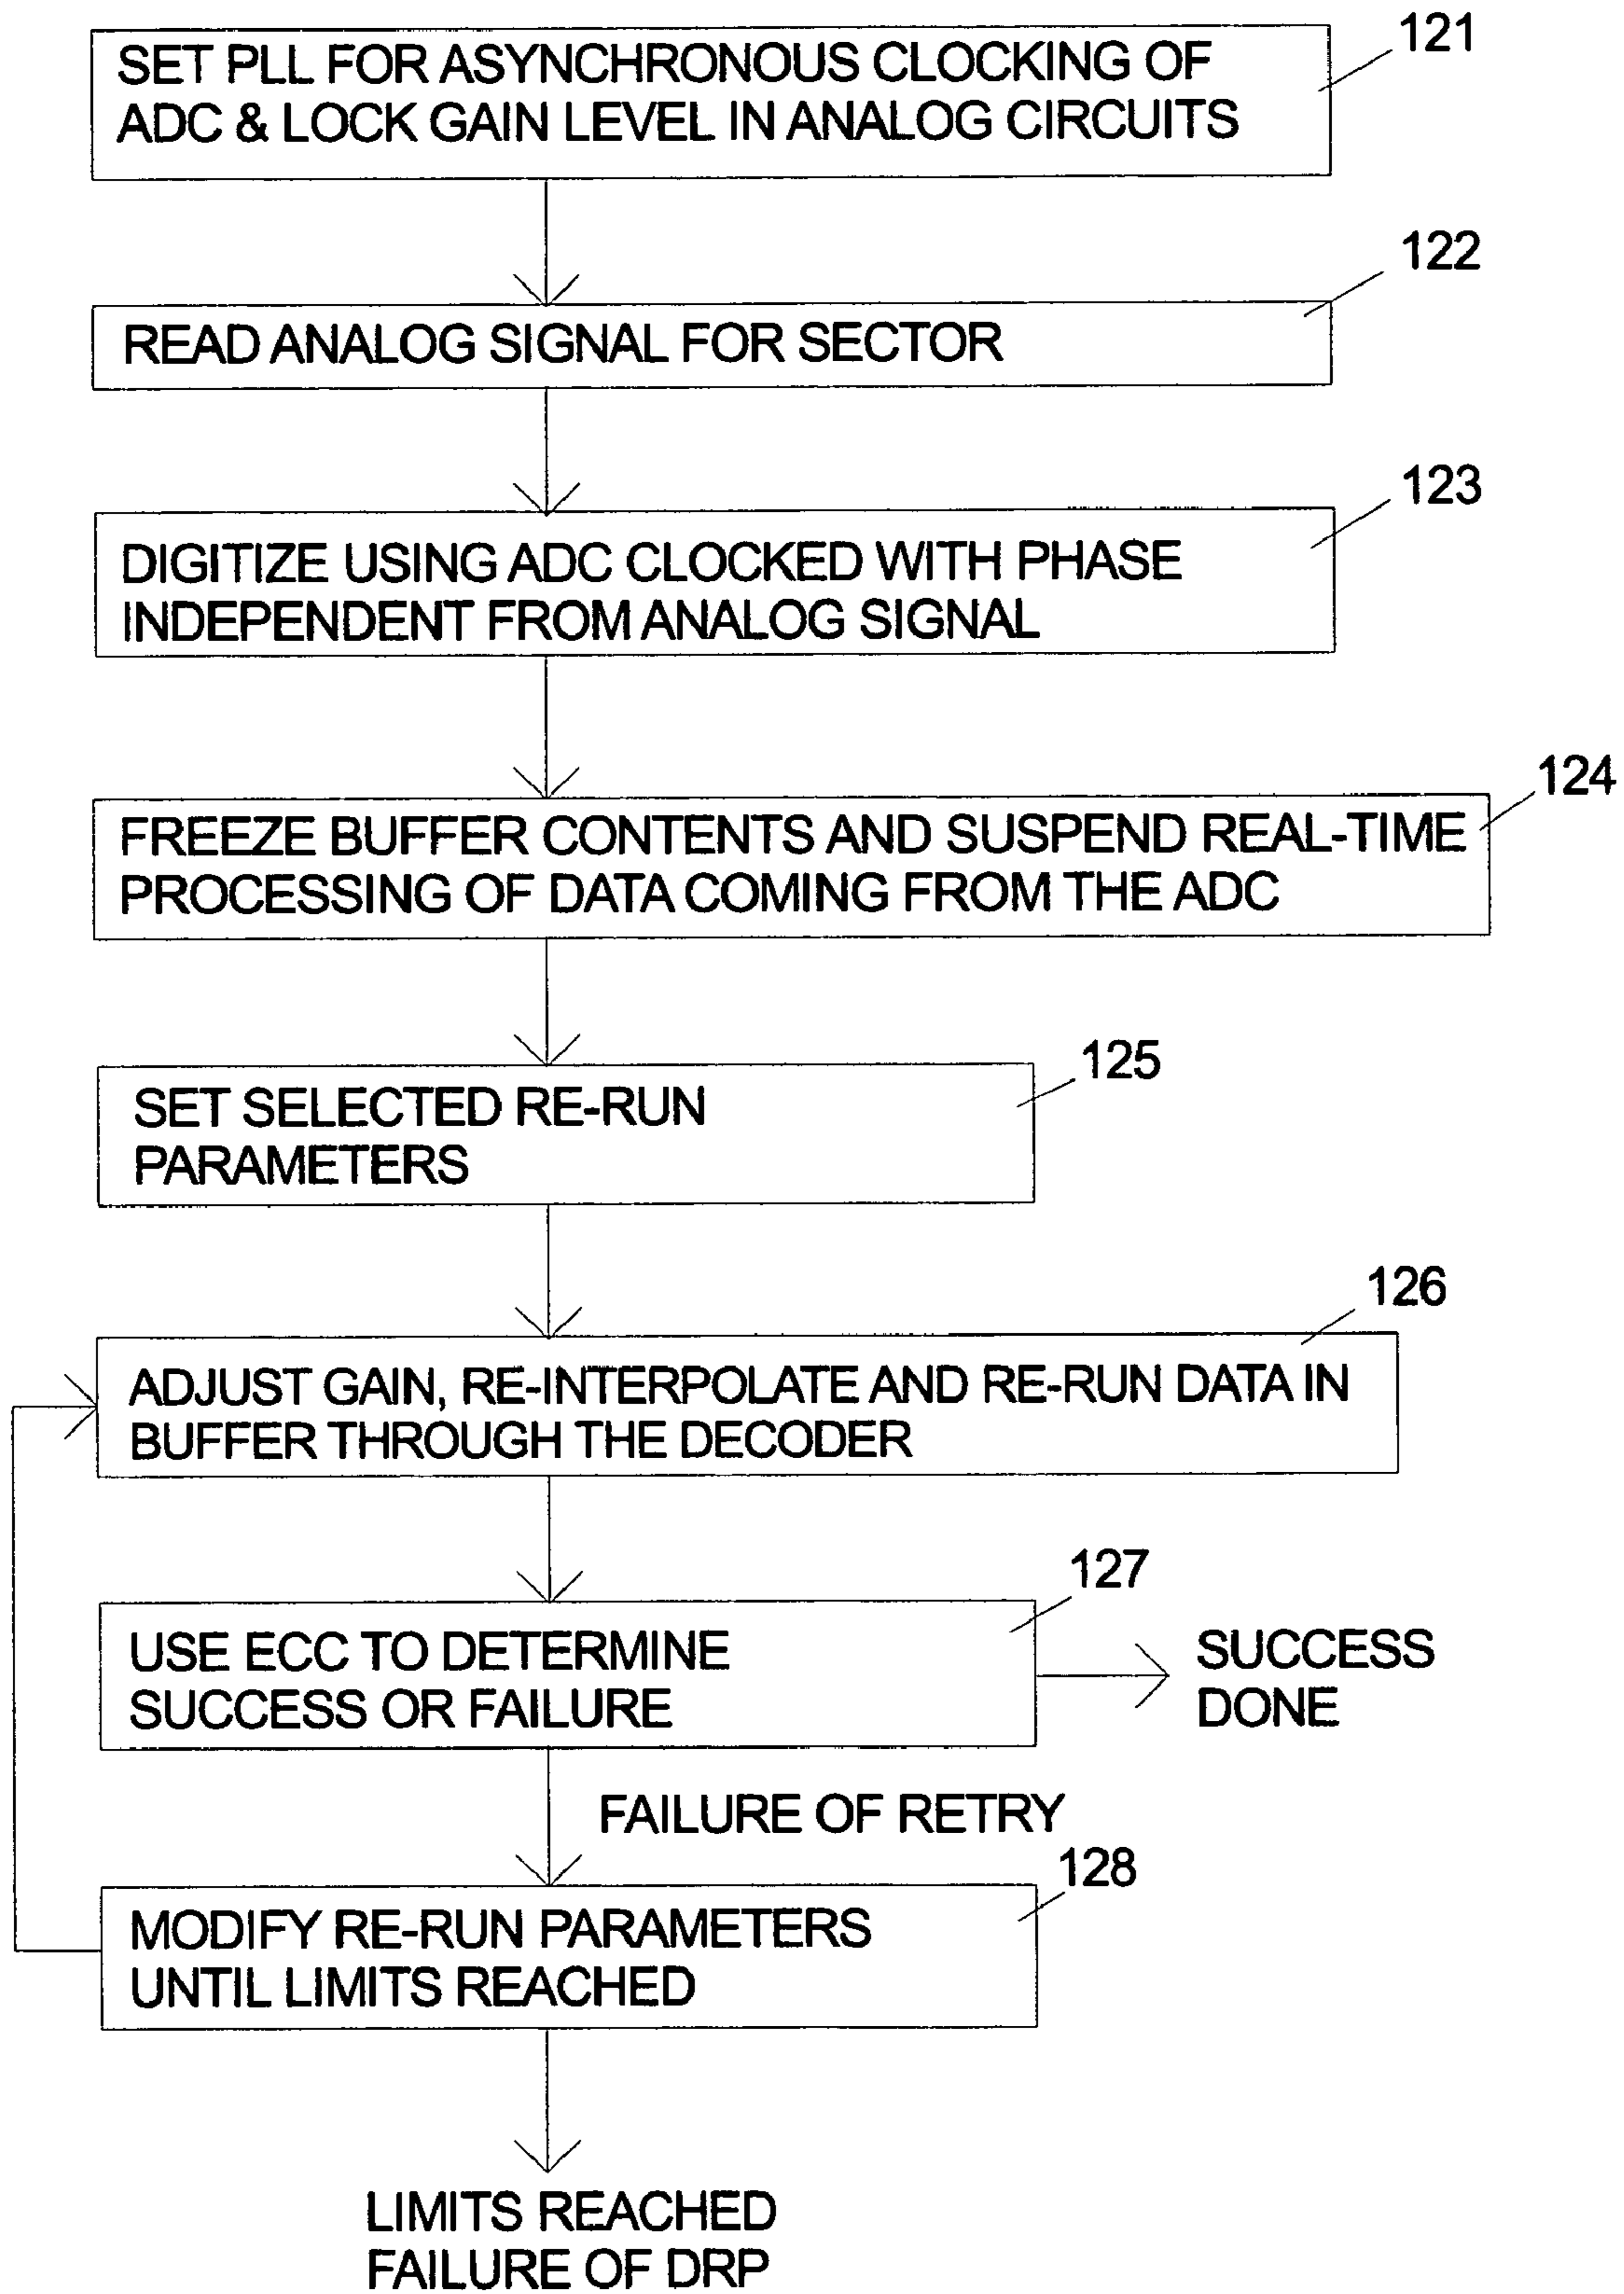 121
SET PLL FOR ASYNCHRONOUS CLOCKING OF
ADC & LOCK GAIN LEVEL IN ANALOG CIRCUITS
122
READ ANALOG SIGNAL FOR SECTOR
123
DIGITIZE USING ADC CLOCKED WITH PHASE
INDEPENDENT FROM ANALOG SIGNAL
124
FREEZE BUFFER CONTENTS AND SUSPEND REAL-TIME
PROCESSING OF DATA COMING FROM THE ADC
125
SET SELECTED RE-RUN
PARAMETERS
126
ADJUST GAIN, RE-INTERPOLATE AND RE-RUN DATA IN
BUFFER THROUGH THE DECODER
127
USE ECC TO DETERMINE
SUCCESS OR FAILURE
SUCCESS
DONE
FAILURE OF RETRY
128
MODIFY RE-RUN PARAMETERS
UNTIL LIMITS REACHED
LIMITS REACHED
FAILURE OF DRP